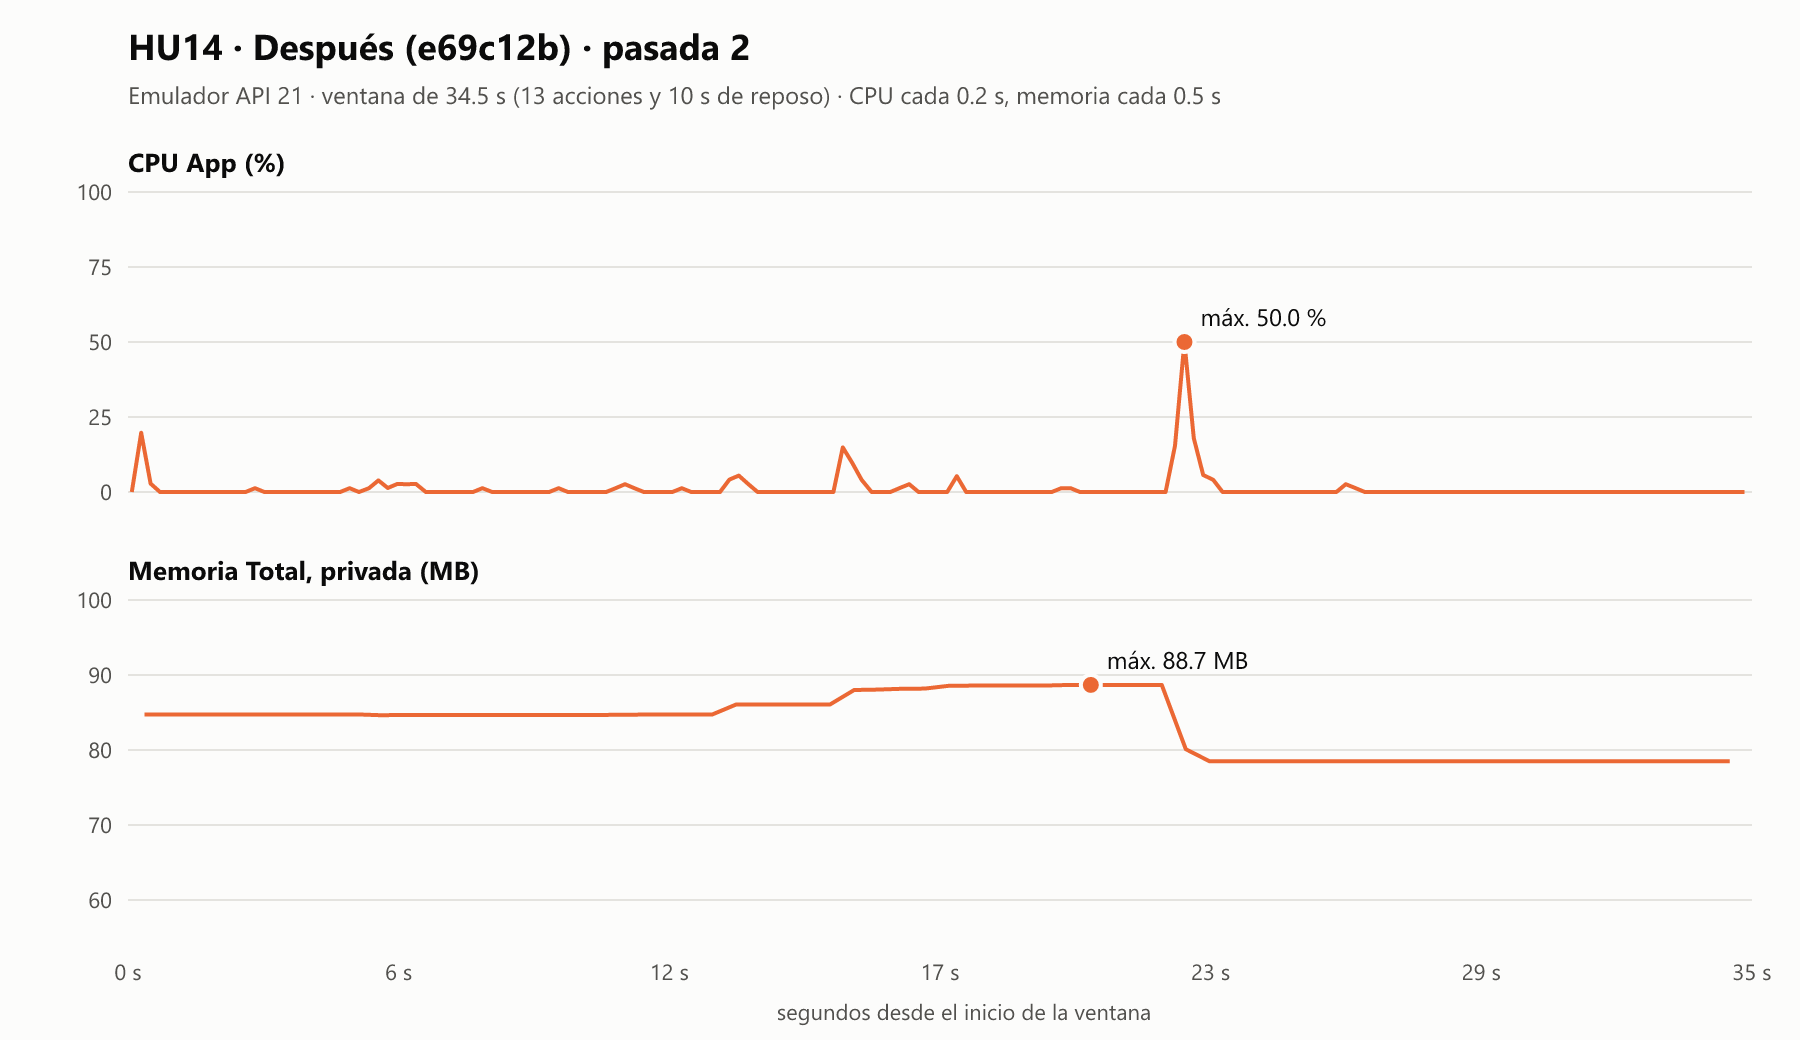 HU14 · Después (e69c12b) · pasada 2
Emulador API 21 · ventana de 34.5 s (13 acciones y 10 s de reposo) · CPU cada 0.2 s, memoria cada 0.5 s
CPU App (%)
100
75
máx. 50.0 %
50
25
0
Memoria Total, privada (MB)
100
máx. 88.7 MB
90
80
70
60
0 s 6 s 12 s 17 s 23 s 29 s 35 s
segundos desde el inicio de la ventana